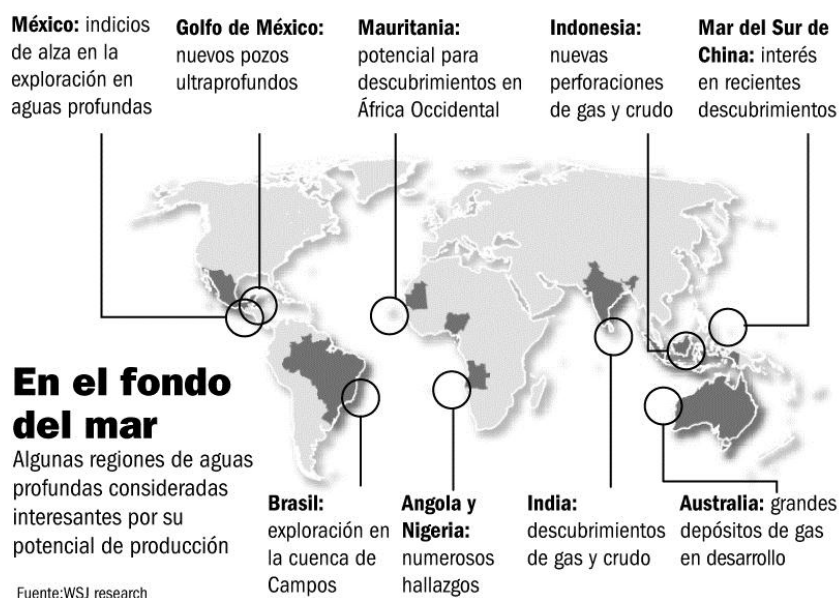 México: indicios
de alza en la
exploración en
aguas profundas
Golfo de México:
nuevos pozos
ultraprofundos
Mauritania:
potencial para
descubrimientos en
África Occidental
Indonesia:
nuevas
perforaciones
de gas y crudo
Mar del Sur de
China: interés
en recientes
descubrimientos
En el fondo
del mar
Algunas regiones de aguas
profundas consideradas
interesantes por su
potencial de producción
Brasil:
exploración en
la cuenca de
Campos
Angola y
Nigeria:
numerosos
hallazgos
India:
descubrimientos
de gas y crudo
Australia: grandes
depósitos de gas
en desarrollo
Fuente:WSJ research